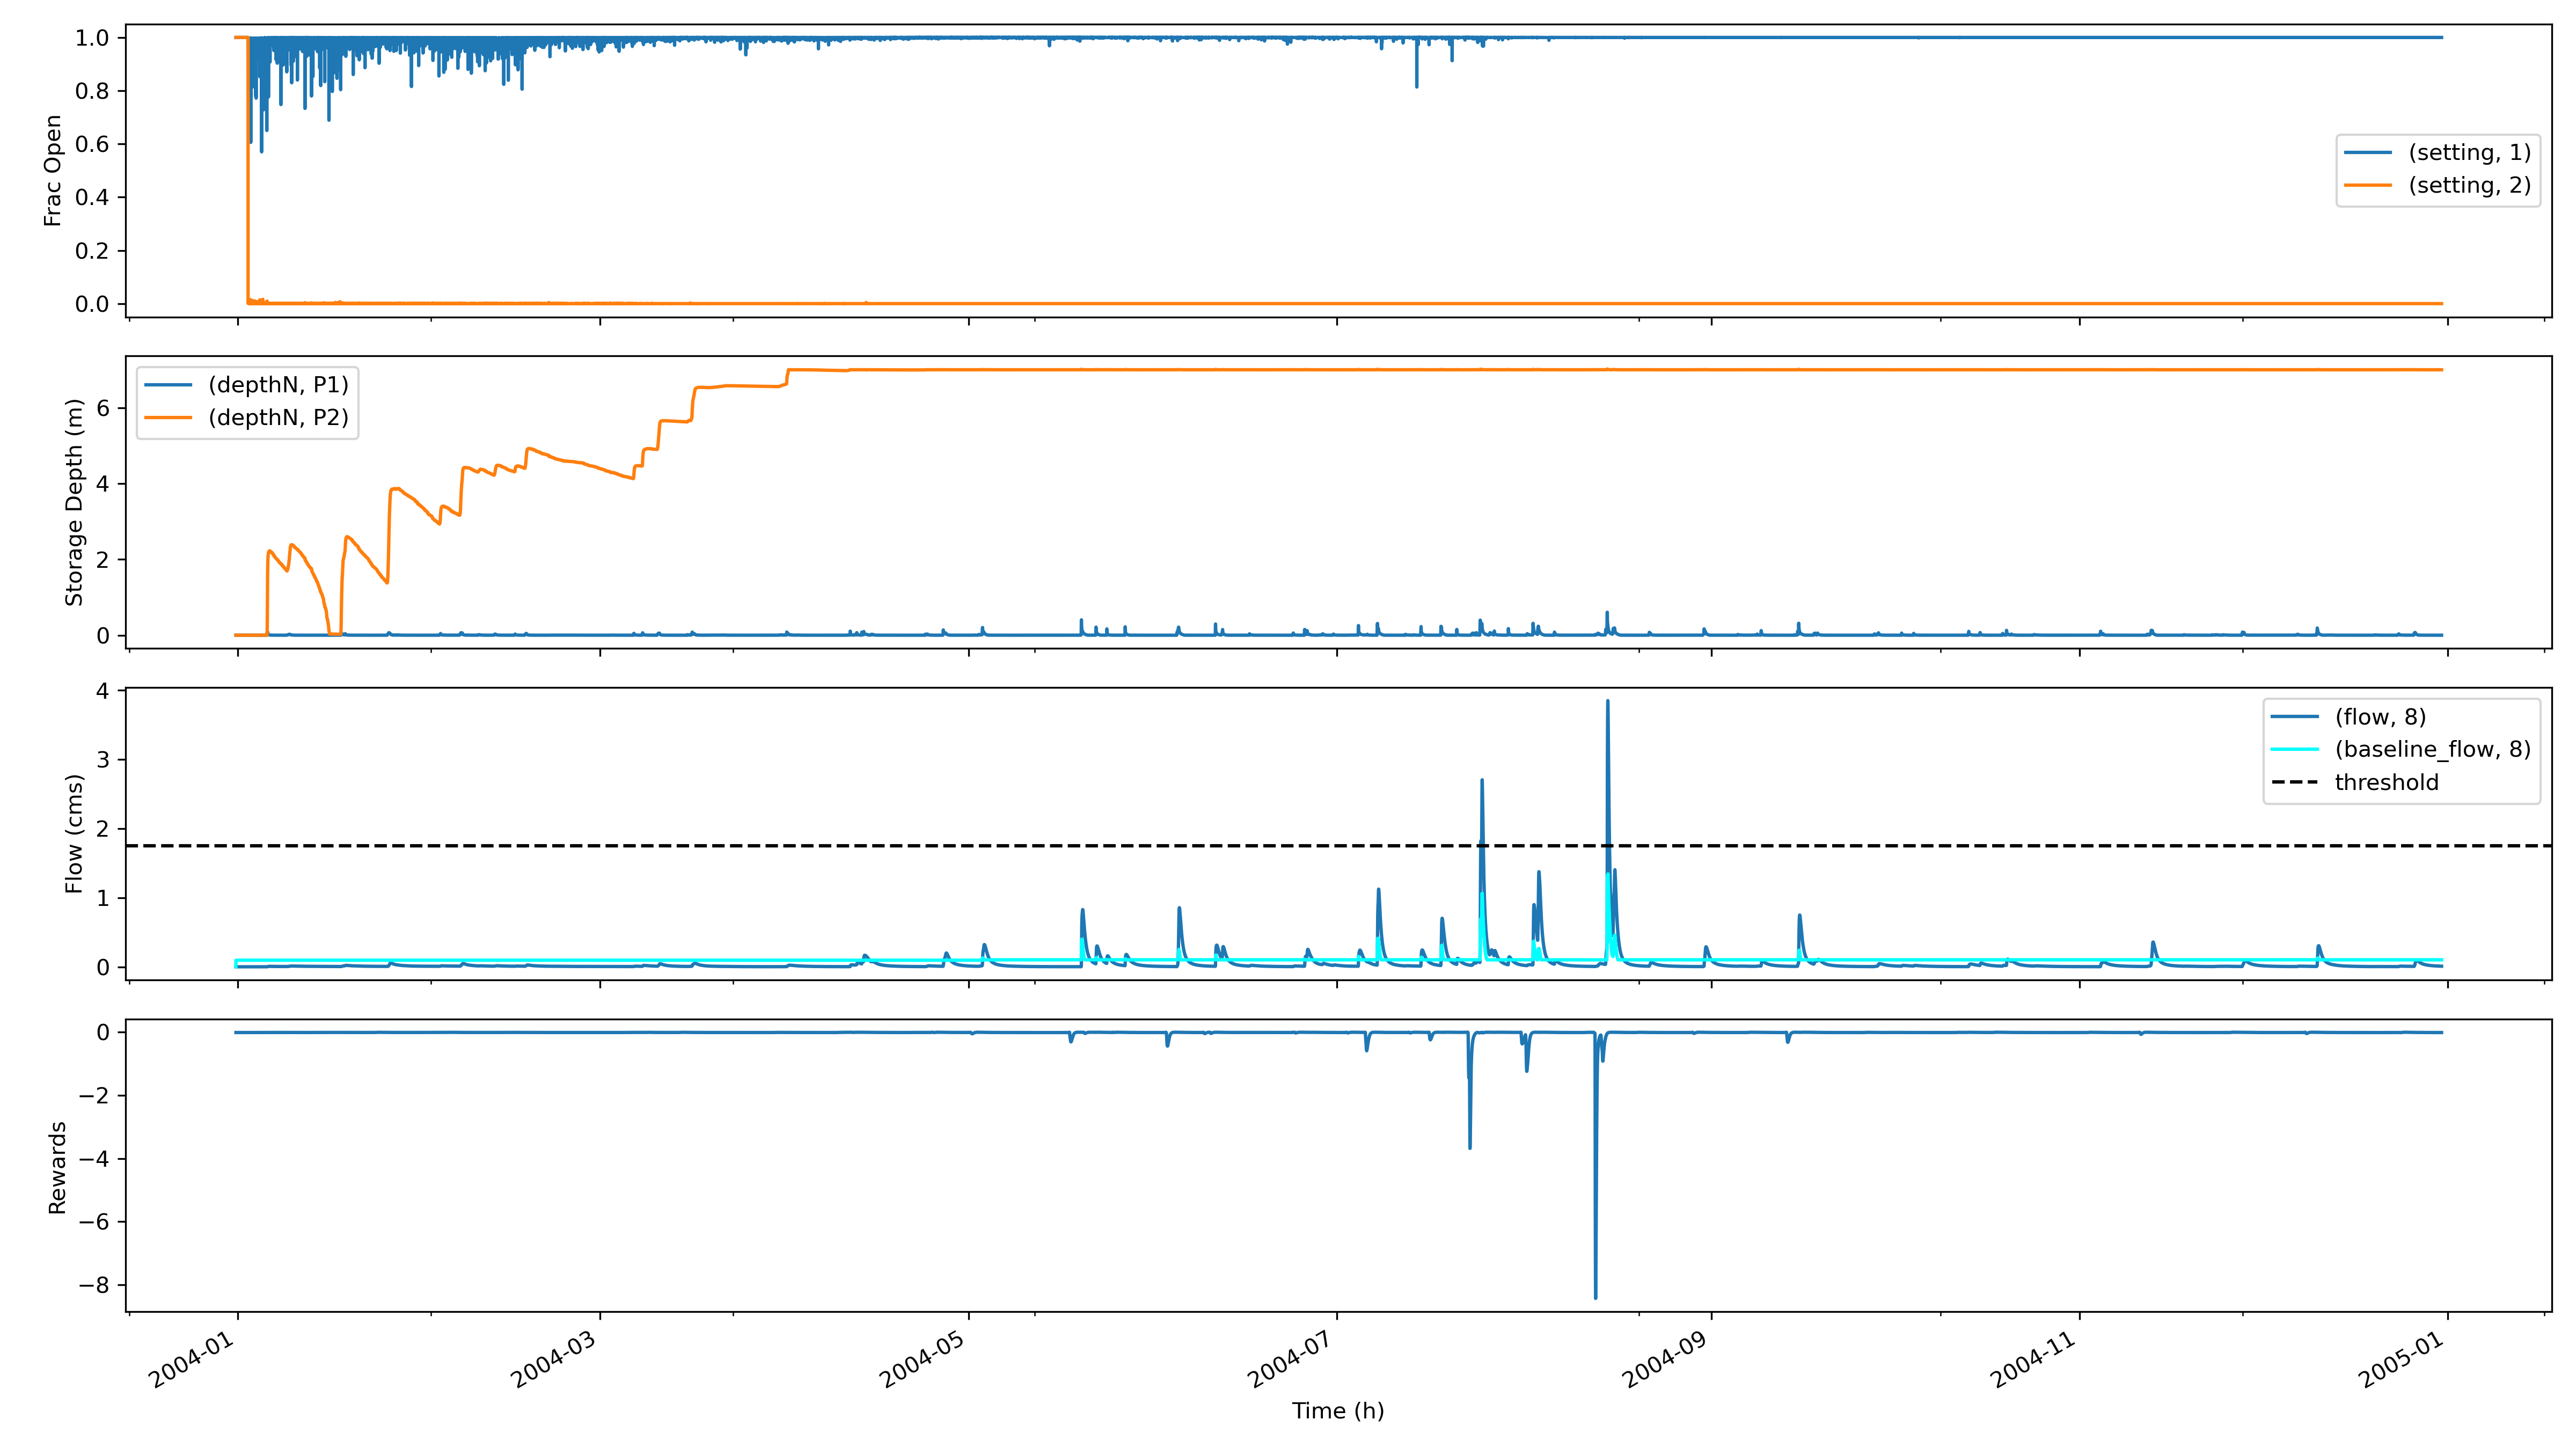 1.0
0.8
0.6
0.4
0.2
0.0
Frac Open
(setting, 1)
(setting, 2)
6
4
2
0
Storage Depth (m)
(depthN, P1)
(depthN, P2)
4
3
2
1
0
Flow (cms)
(flow, 8)
(baseline_flow, 8)
threshold
0
−2
−4
−6
−8
Rewards
2004-01
2004-03
2004-05
2004-07
2004-09
2004-11
2005-01
Time (h)